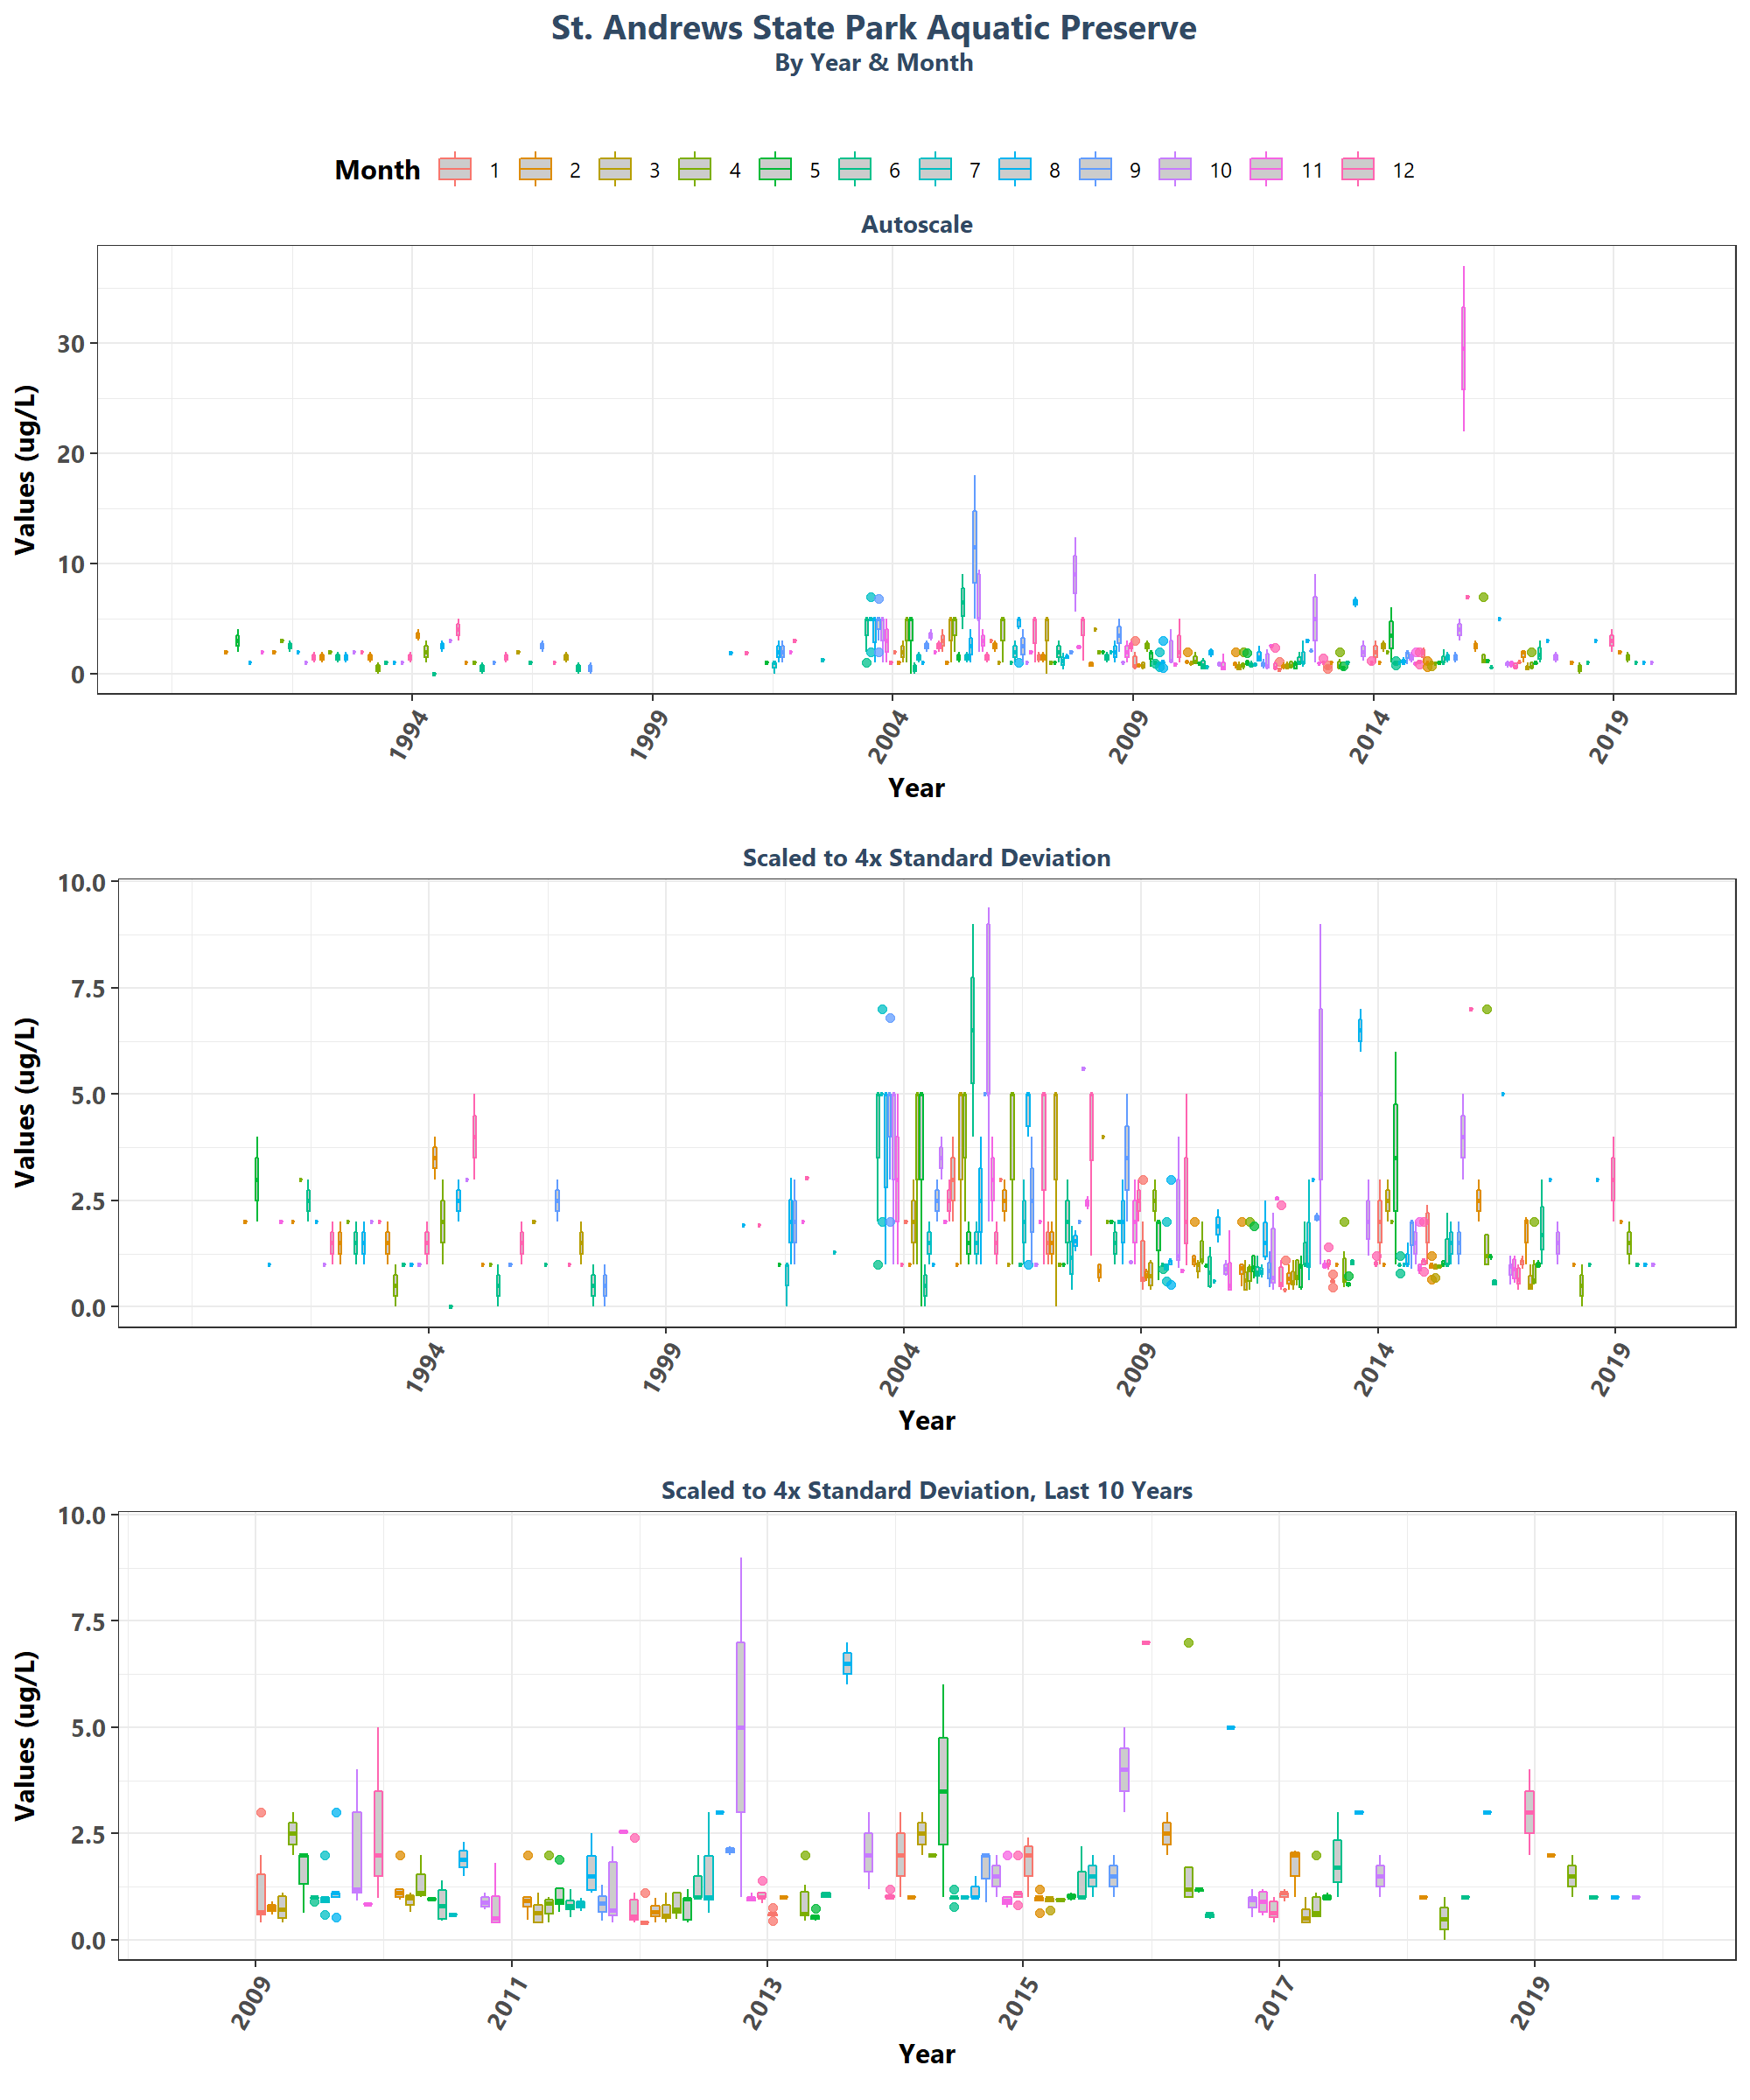 St. Andrews State Park Aquatic Preserve
By Year & Month
Month 1 2 3 4 5 6 7 8 9 10 11 12
Autoscale
Values (ug/L)
30
20
10
0
1994 1999 2004 2009 2014 2019
Year
Scaled to 4x Standard Deviation
Values (ug/L)
10.0
7.5
5.0
2.5
0.0
1994 1999 2004 2009 2014 2019
Year
Scaled to 4x Standard Deviation, Last 10 Years
Values (ug/L)
10.0
7.5
5.0
2.5
0.0
2009 2011 2013 2015 2017 2019
Year